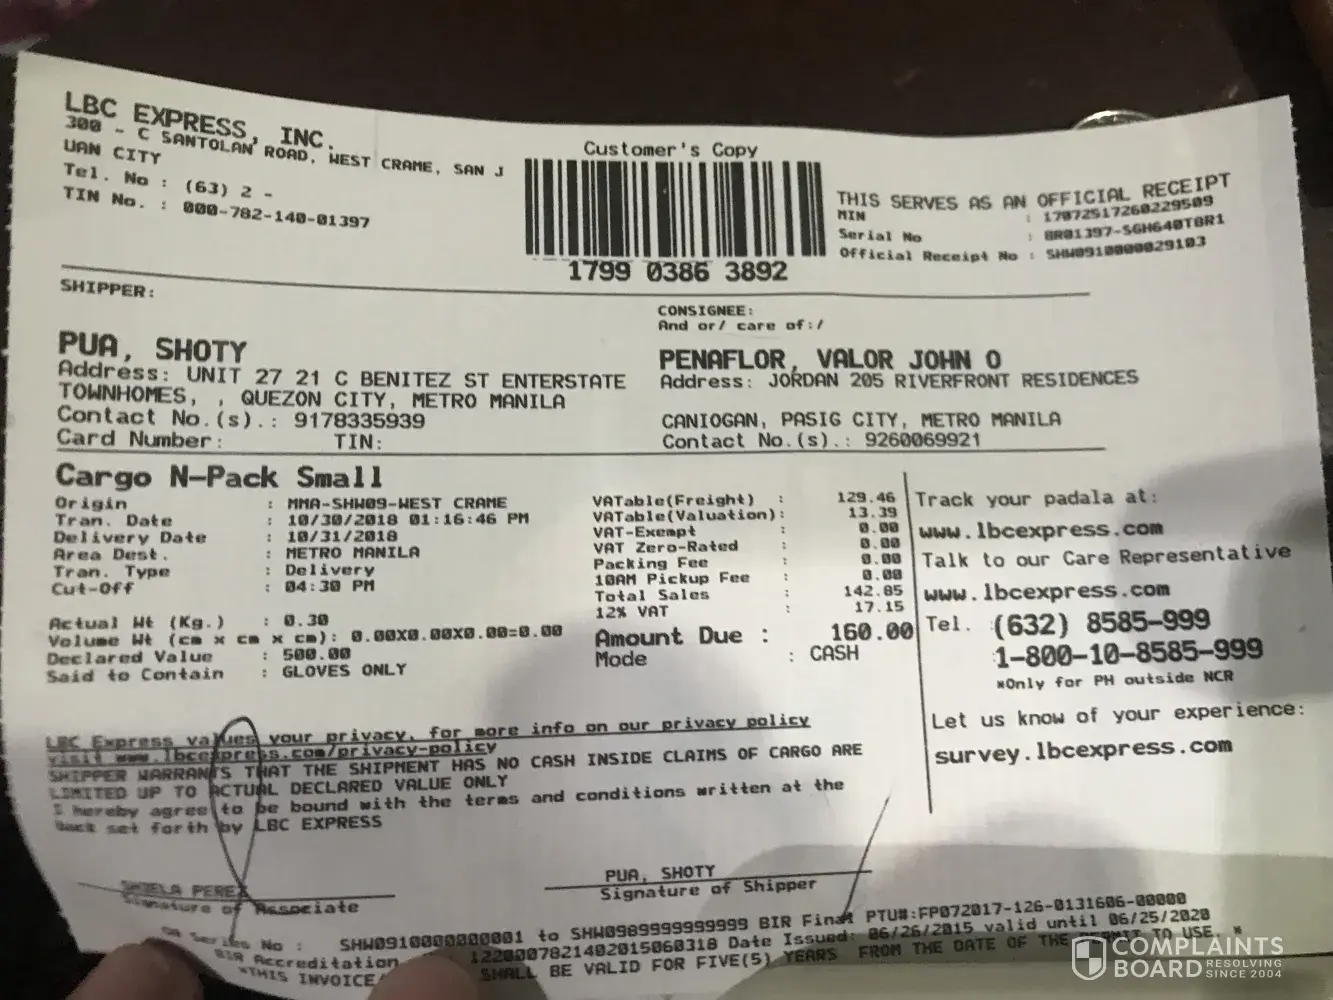 LBC EXPRESS, INC.
300 - C SANTOLAN ROAD, WEST CRAME, SAN J
UAN CITY
Tel. No : (63) 2 -
TIN No. : 000-782-140-01397
Customer's Copy
1799 0386 3892
THIS SERVES AS AN OFFICIAL RECEIPT
MIN : 17072517260229509
Serial No : BR01397-SGH640T8R1
Official Receipt No : SHW0910000029103
SHIPPER:
PUA, SHOTY
Address: UNIT 27 21 C BENITEZ ST ENTERSTATE
TOWNHOMES, , QUEZON CITY, METRO MANILA
Contact No.(s).: 9178335939
Card Number: TIN:
CONSIGNEE:
And or/ care of:/
PENAFLOR, VALOR JOHN O
Address: JORDAN 205 RIVERFRONT RESIDENCES
CANIOGAN, PASIG CITY, METRO MANILA
Contact No.(s).: 9260069921
Cargo N-Pack Small
Origin : MMA-SHW09-WEST CRAME
Tran. Date : 10/30/2018 01:16:46 PM
Delivery Date : 10/31/2018
Area Dest. : METRO MANILA
Tran. Type : Delivery
Cut-Off : 04:30 PM
Actual Wt (Kg.) : 0.30
Volume Wt (cm x cm x cm): 0.00X0.00X0.00=0.00
Declared Value : 500.00
Said to Contain : GLOVES ONLY
VATable(Freight) : 129.46
VATable(Valuation): 13.39
VAT-Exempt : 0.00
VAT Zero-Rated : 0.00
Packing Fee : 0.00
10AM Pickup Fee : 0.00
Total Sales : 142.85
12% VAT : 17.15
Amount Due : 160.00
Mode : CASH
Track your padala at:
www.lbcexpress.com
Talk to our Care Representative
www.lbcexpress.com
Tel. (632) 8585-999
1-800-10-8585-999
*Only for PH outside NCR
Let us know of your experience:
survey.lbcexpress.com
LBC Express values your privacy, for more info on our privacy policy
visit www.lbcexpress.com/privacy-policy
SHIPPER WARRANTS THAT THE SHIPMENT HAS NO CASH INSIDE CLAIMS OF CARGO ARE
LIMITED UP TO ACTUAL DECLARED VALUE ONLY
I hereby agree to be bound with the terms and conditions written at the
back set forth by LBC EXPRESS
SHIELA PEREZ
Signature of Associate
PUA, SHOTY
Signature of Shipper
OR Series No : SHW0910000000001 to SHW0989999999999 BIR Final PTU#:FP072017-126-0131606-00000
BIR Accreditation 122000782140201506031​8 Date Issued: 06/26/2015 valid until 06/25/2020
*THIS INVOICE/ SHALL BE VALID FOR FIVE(5) YEARS FROM THE DATE OF THE PERMIT TO USE. *
COMPLAINTS
BOARD RESOLVING
SINCE 2004